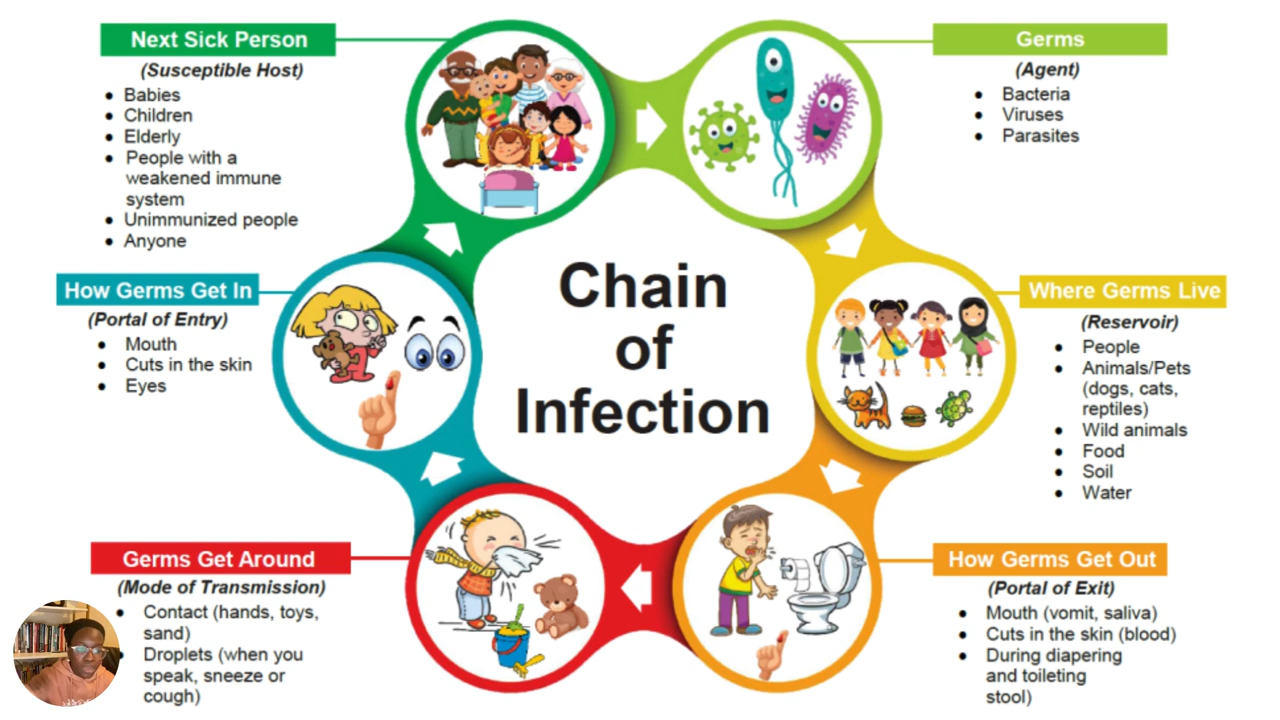 Chain
of
Infection
Germs
(Agent)
• Bacteria
• Viruses
• Parasites
Where Germs Live
(Reservoir)
• People
• Animals/Pets
(dogs, cats,
reptiles)
• Wild animals
• Food
• Soil
• Water
How Germs Get Out
(Portal of Exit)
• Mouth (vomit, saliva)
• Cuts in the skin (blood)
• During diapering
and toileting
stool)
Germs Get Around
(Mode of Transmission)
• Contact (hands, toys,
sand)
Droplets (when you
speak, sneeze or
cough)
How Germs Get In
(Portal of Entry)
• Mouth
• Cuts in the skin
• Eyes
Next Sick Person
(Susceptible Host)
• Babies
• Children
• Elderly
• People with a
weakened immune
system
• Unimmunized people
• Anyone